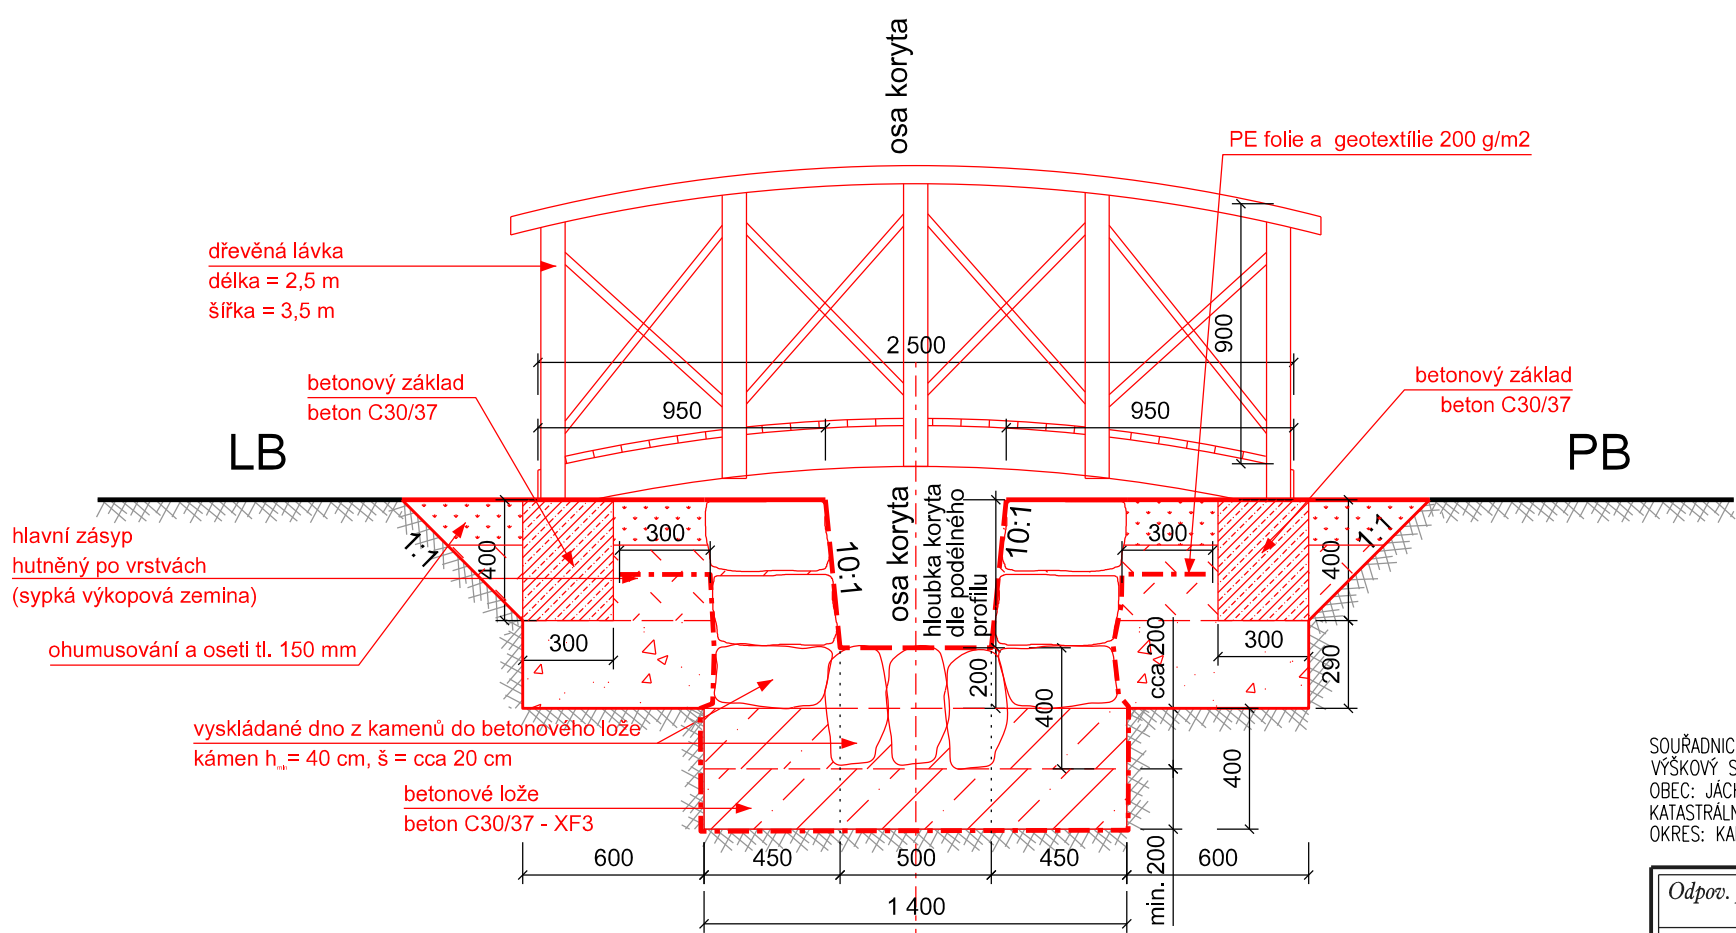 osa koryta
PE folie a geotextílie 200 g/m2
dřevěná lávka
délka = 2,5 m
šířka = 3,5 m
900
2 500
betonový základ
beton C30/37
betonový základ
beton C30/37
950
950
LB
PB
hlavní zásyp
hutněný po vrstvách
(sypká výkopová zemina)
1:1
400
300
10:1
osa koryta
hloubka koryta
dle podélného
profilu
10:1
300
400
1:1
ohumusování a oseti tl. 150 mm
300
200
400
cca 200
300
290
vyskládané dno z kamenů do betonového lože
kámen hmin= 40 cm, š = cca 20 cm
betonové lože
beton C30/37 - XF3
400
600
450
500
450
min. 200
600
1 400
SOUŘADNIC
VÝŠKOVÝ S
OBEC: JÁCH
KATASTRÁLN
OKRES: KA
Odpov.